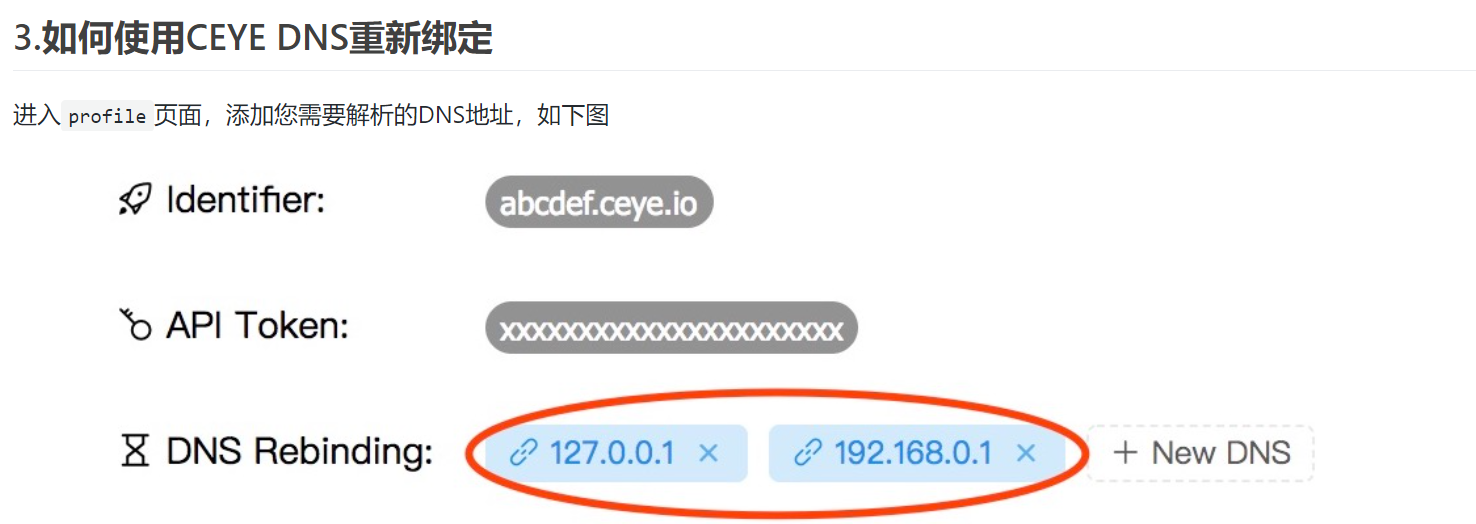 3.如何使用CEYE DNS重新绑定
进入 profile 页面，添加您需要解析的DNS地址，如下图
Identifier: abcdef.ceye.io
API Token: xxxxxxxxxxxxxxxxxxxxxxx
DNS Rebinding: 127.0.0.1 × 192.168.0.1 × + New DNS